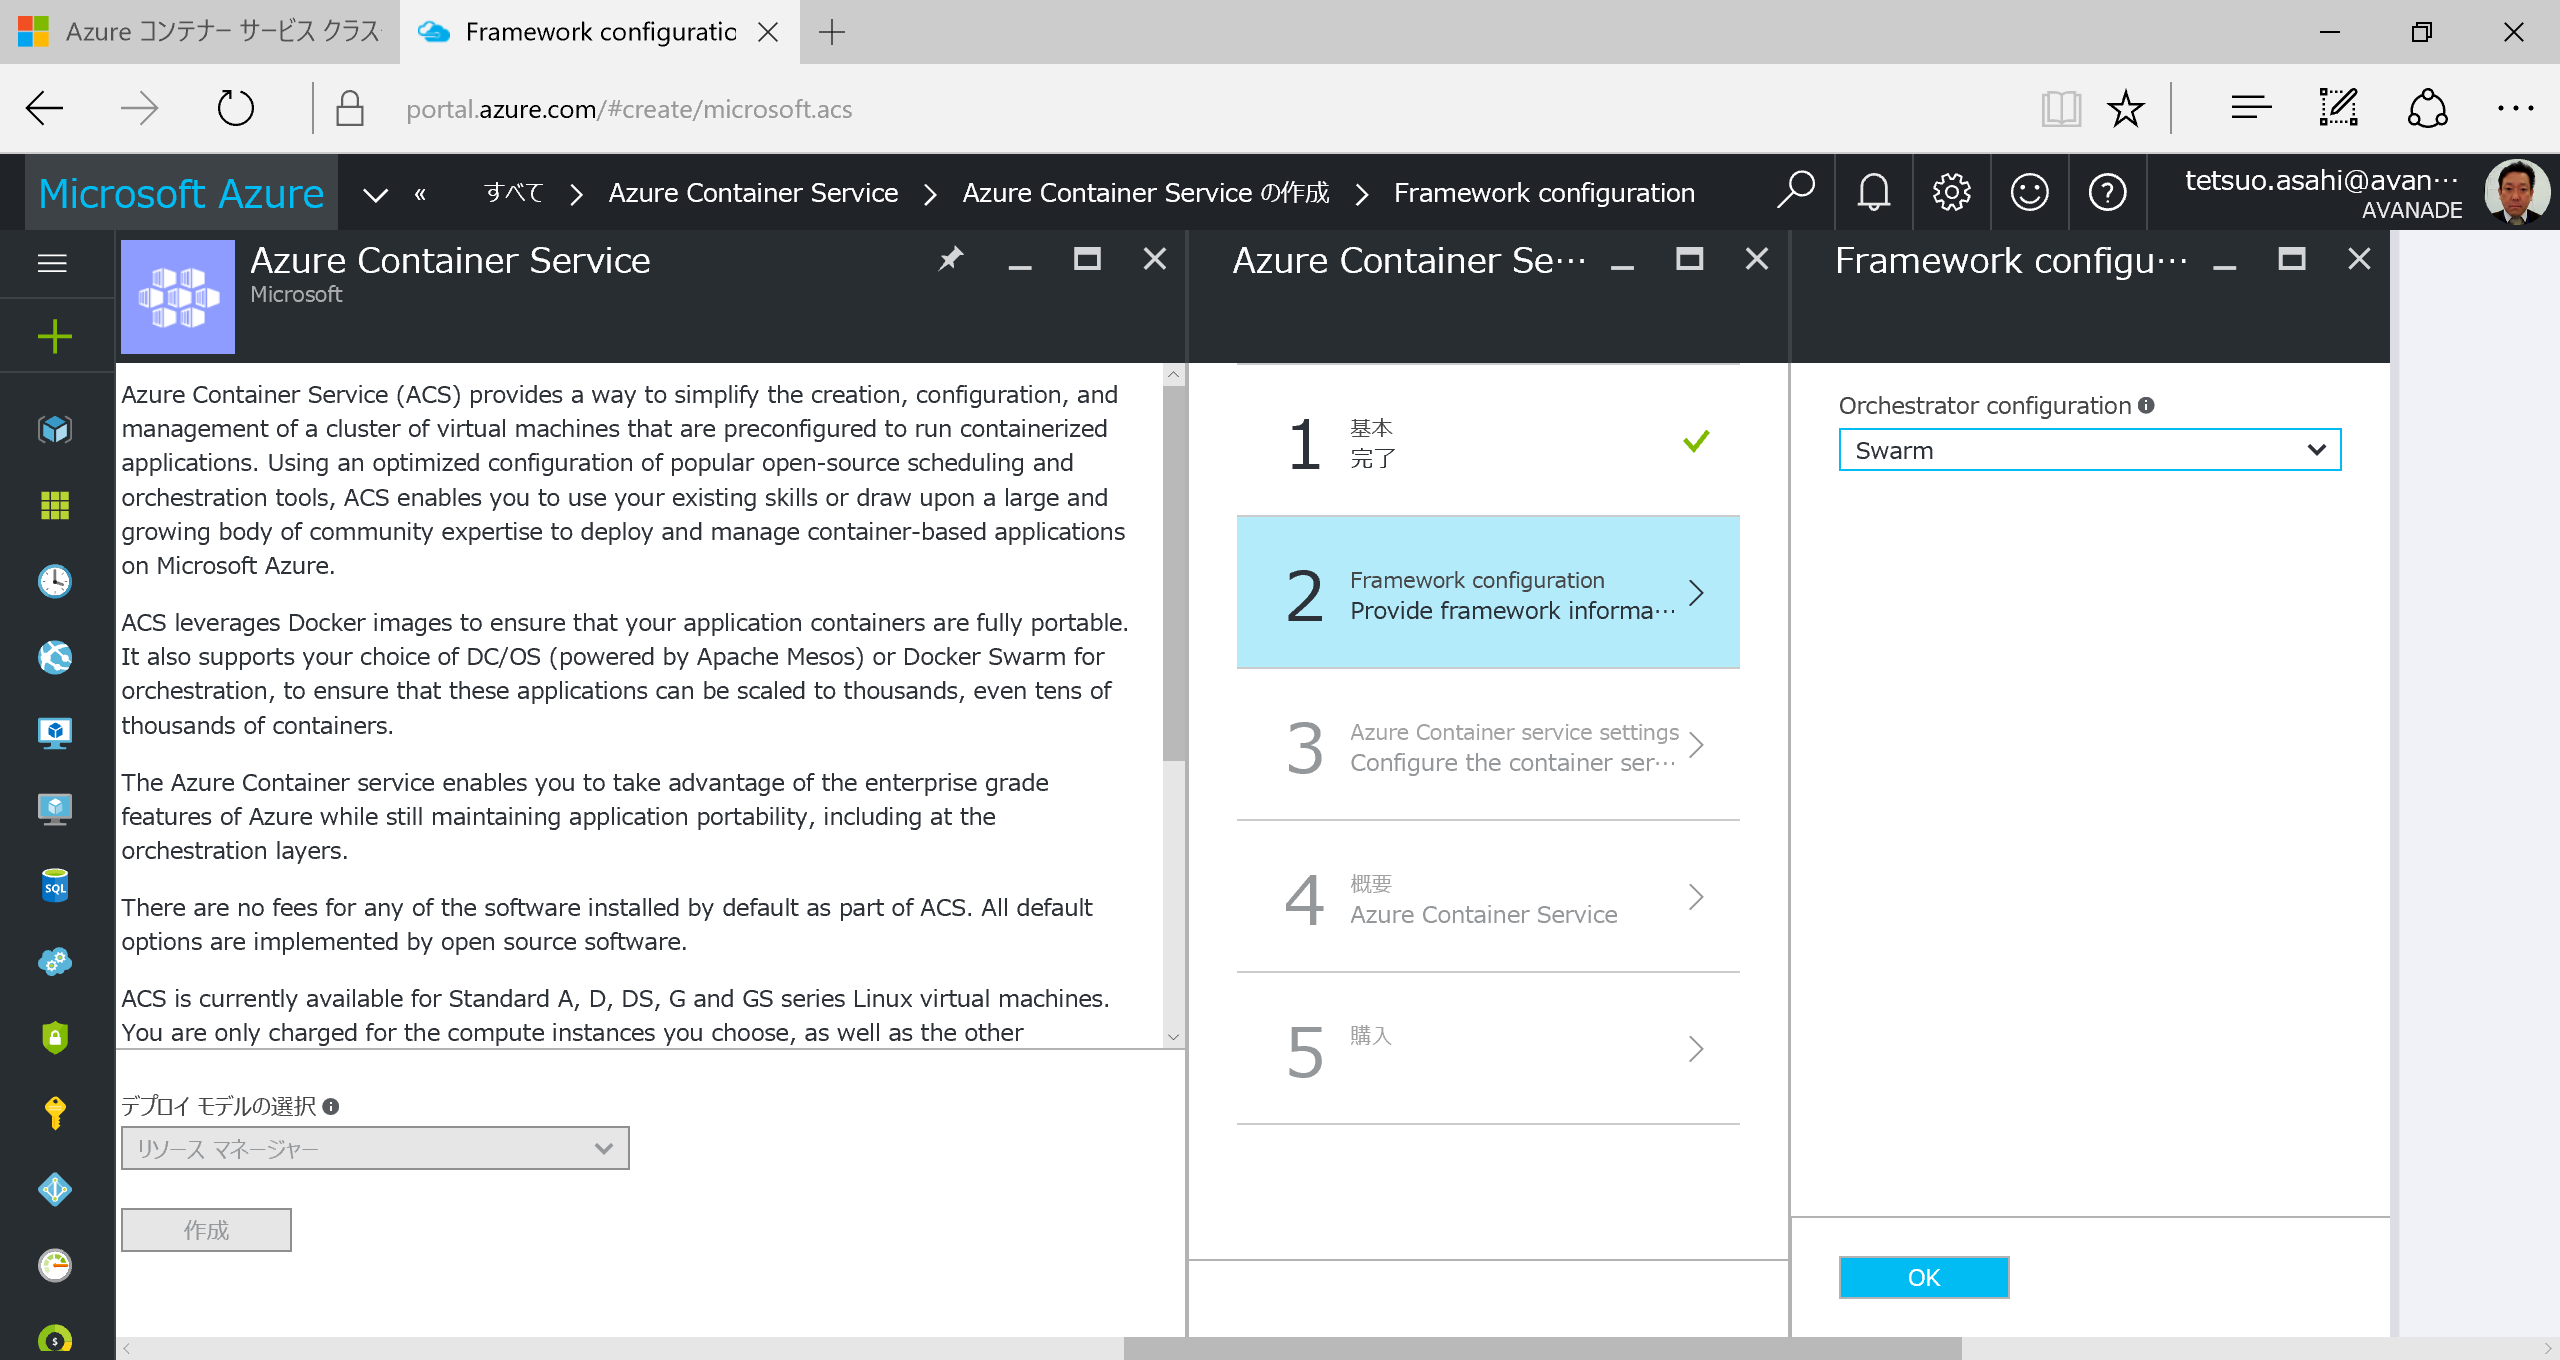 Azure コンテナー サービス クラス
Framework configuratio
portal.azure.com/#create/microsoft.acs
Microsoft Azure
«
すべて
Azure Container Service
Azure Container Service の作成
Framework configuration
tetsuo.asahi@avan…
AVANADE
Azure Container Service
Microsoft
Azure Container Service (ACS) provides a way to simplify the creation, configuration, and
management of a cluster of virtual machines that are preconfigured to run containerized
applications. Using an optimized configuration of popular open-source scheduling and
orchestration tools, ACS enables you to use your existing skills or draw upon a large and
growing body of community expertise to deploy and manage container-based applications
on Microsoft Azure.
ACS leverages Docker images to ensure that your application containers are fully portable.
It also supports your choice of DC/OS (powered by Apache Mesos) or Docker Swarm for
orchestration, to ensure that these applications can be scaled to thousands, even tens of
thousands of containers.
The Azure Container service enables you to take advantage of the enterprise grade
features of Azure while still maintaining application portability, including at the
orchestration layers.
There are no fees for any of the software installed by default as part of ACS. All default
options are implemented by open source software.
ACS is currently available for Standard A, D, DS, G and GS series Linux virtual machines.
You are only charged for the compute instances you choose, as well as the other
デプロイ モデルの選択
リソース マネージャー
作成
SQL
Azure Container Se…
1
基本
完了
2
Framework configuration
Provide framework informa…
3
Azure Container service settings
Configure the container ser…
4
概要
Azure Container Service
5
購入
Framework configu…
Orchestrator configuration
Swarm
OK